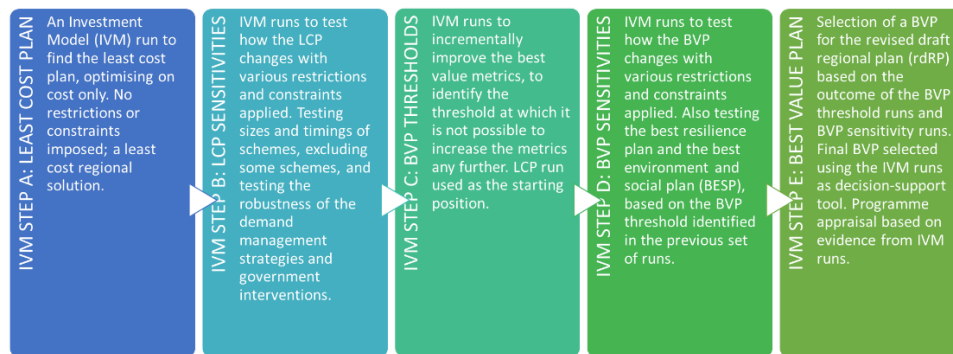 IVM STEP A: LEAST COST PLAN
An Investment
Model (IVM) run to
find the least cost
plan, optimising on
cost only. No
restrictions or
constraints
imposed; a least
cost regional
solution.
IVM STEP B: LCP SENSITIVITIES
IVM runs to test
how the LCP
changes with
various restrictions
and constraints
applied. Testing
sizes and timings of
schemes, excluding
some schemes, and
testing the
robustness of the
demand
management
strategies and
government
interventions.
IVM STEP C: BVP THRESHOLDS
IVM runs to
incrementally
improve the best
value metrics, to
identify the
threshold at which it
is not possible to
increase the metrics
any further. LCP run
used as the starting
position.
IVM STEP D: BVP SENSITIVITIES
IVM runs to test
how the BVP
changes with
various restrictions
and constraints
applied. Also testing
the best resilience
plan and the best
environment and
social plan (BESP),
based on the BVP
threshold identified
in the previous set
of runs.
IVM STEP E: BEST VALUE PLAN
Selection of a BVP
for the revised draft
regional plan (rdRP)
based on the
outcome of the BVP
threshold runs and
BVP sensitivity runs.
Final BVP selected
using the IVM runs
as decision-support
tool. Programme
appraisal based on
evidence from IVM
runs.